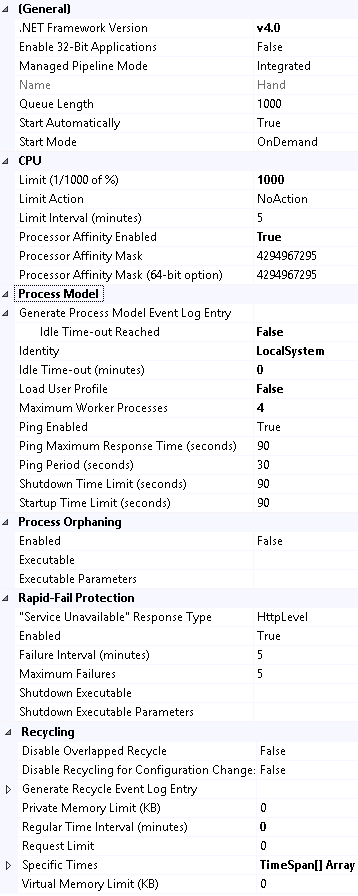 (General)
.NET Framework Version v4.0
Enable 32-Bit Applications False
Managed Pipeline Mode Integrated
Name Hand
Queue Length 1000
Start Automatically True
Start Mode OnDemand
CPU
Limit (1/1000 of %) 1000
Limit Action NoAction
Limit Interval (minutes) 5
Processor Affinity Enabled True
Processor Affinity Mask 4294967295
Processor Affinity Mask (64-bit option) 4294967295
Process Model
Generate Process Model Event Log Entry
Idle Time-out Reached False
Identity LocalSystem
Idle Time-out (minutes) 0
Load User Profile False
Maximum Worker Processes 4
Ping Enabled True
Ping Maximum Response Time (seconds) 90
Ping Period (seconds) 30
Shutdown Time Limit (seconds) 90
Startup Time Limit (seconds) 90
Process Orphaning
Enabled False
Executable
Executable Parameters
Rapid-Fail Protection
"Service Unavailable" Response Type HttpLevel
Enabled True
Failure Interval (minutes) 5
Maximum Failures 5
Shutdown Executable
Shutdown Executable Parameters
Recycling
Disable Overlapped Recycle False
Disable Recycling for Configuration Change: False
Generate Recycle Event Log Entry
Private Memory Limit (KB) 0
Regular Time Interval (minutes) 0
Request Limit 0
Specific Times TimeSpan[] Array
Virtual Memory Limit (KB) 0